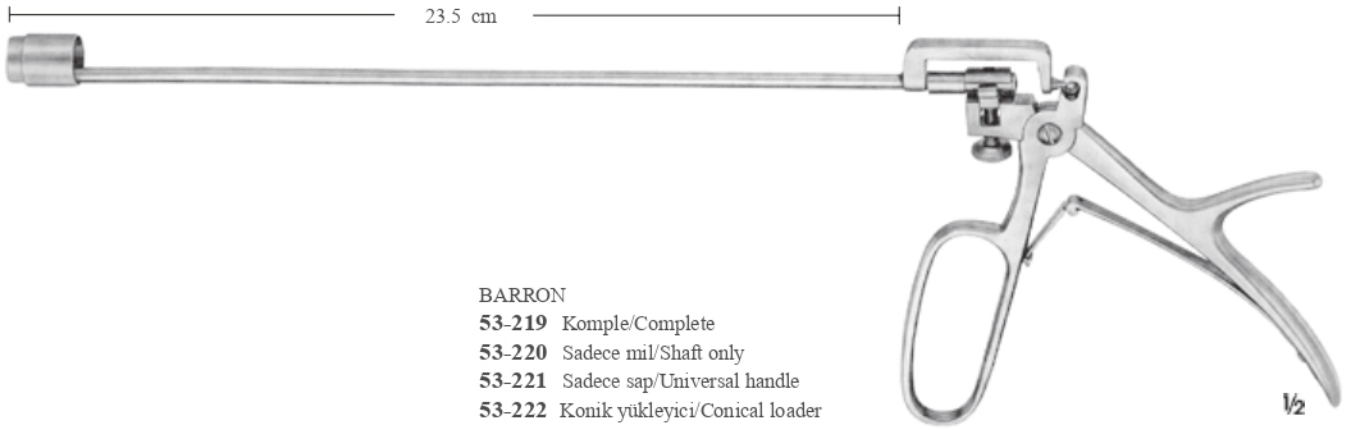 23.5 cm
BARRON
53-219 Komple/Complete
53-220 Sadece mil/Shaft only
53-221 Sadece sap/Universal handle
53-222 Konik yükleyici/Conical loader
1/2